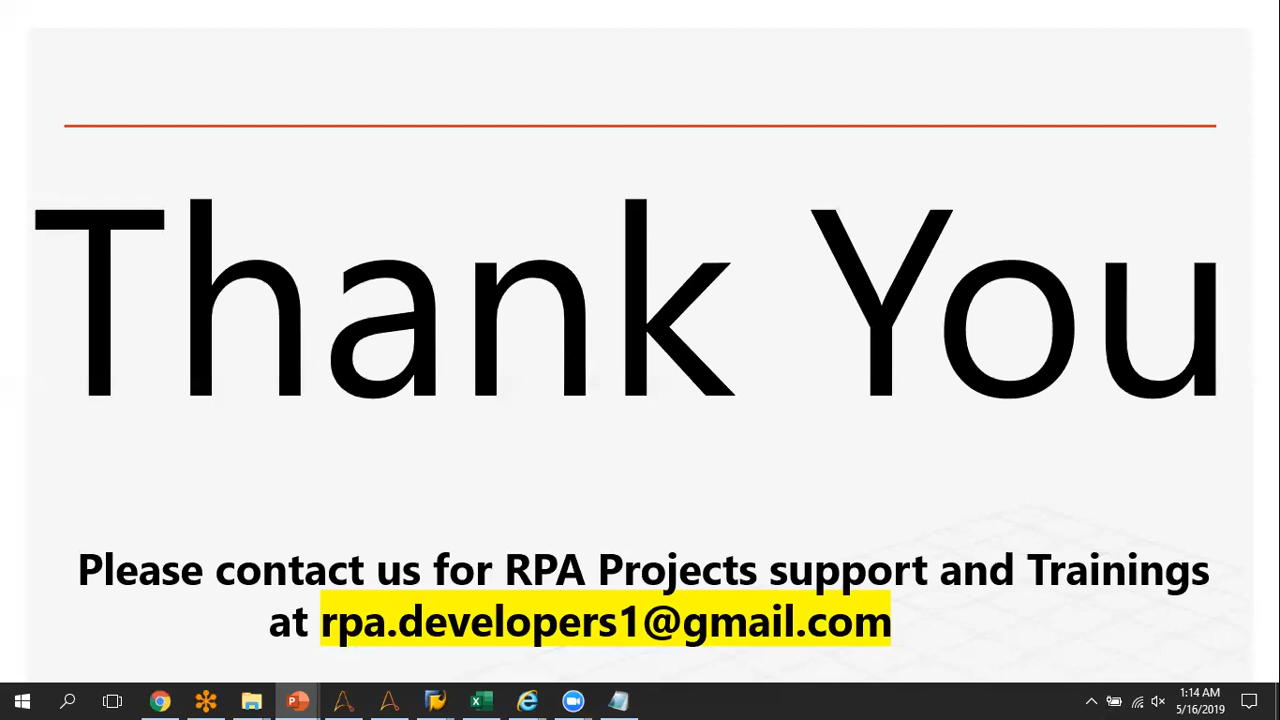 Thank You
Please contact us for RPA Projects support and Trainings
at rpa.developers1@gmail.com
1:14 AM
5/16/2019